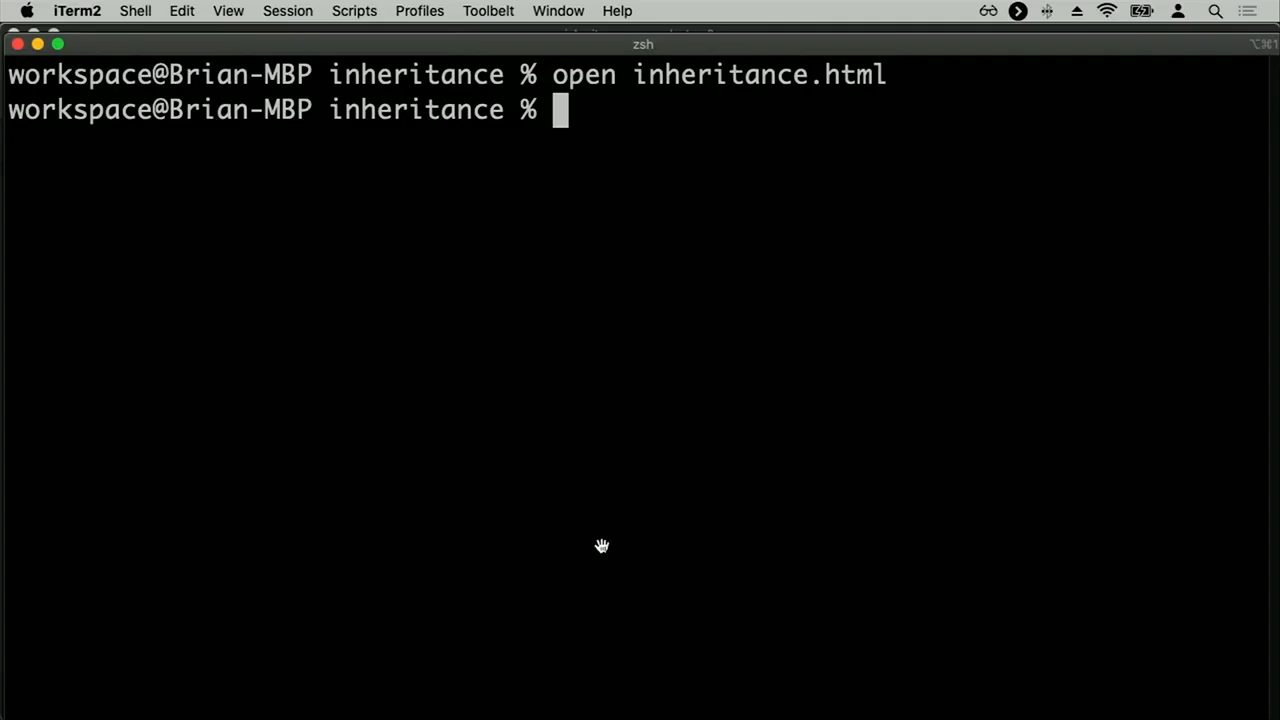 iTerm2 Shell Edit View Session Scripts Profiles Toolbelt Window Help
zsh
workspace@Brian-MBP inheritance % open inheritance.html
workspace@Brian-MBP inheritance %